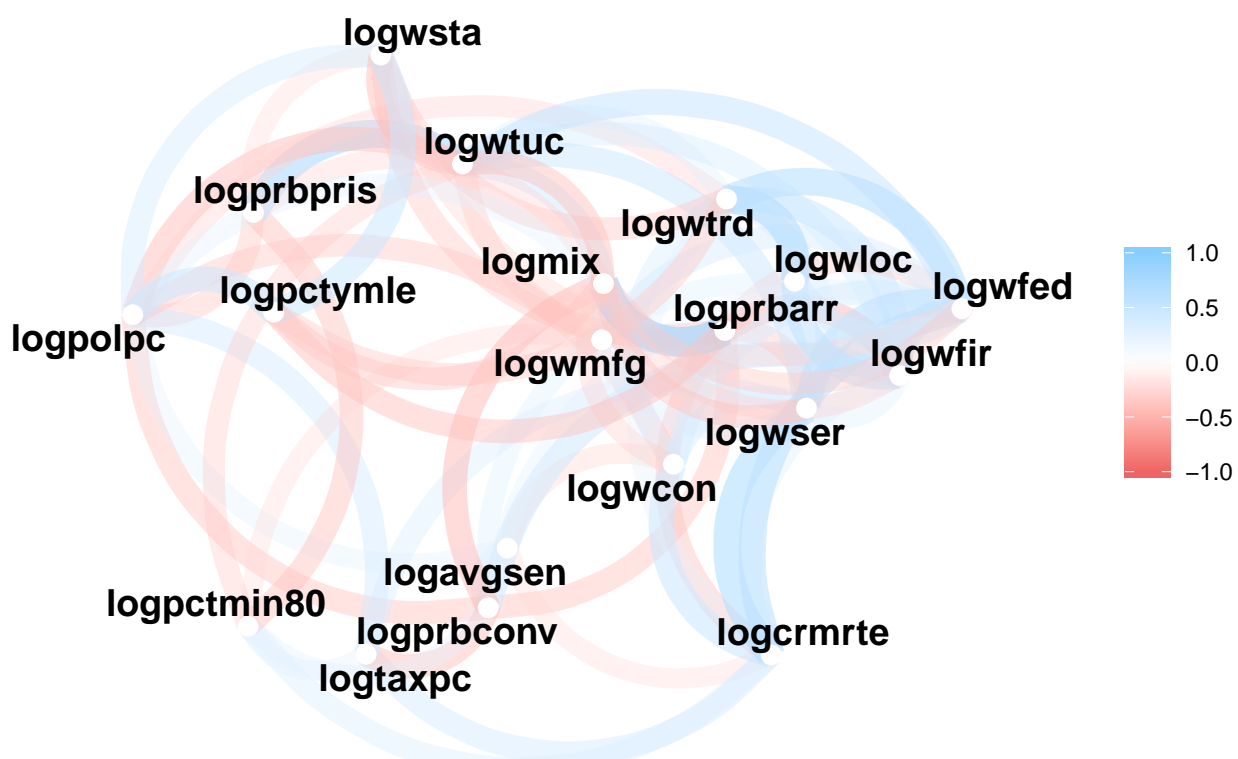 logwsta
logwtuc
logprbpris
logwtrd
logmix
logwloc
logpctymle
logwfed
logprbarr
logpolpc
logwmfg
logwfir
logwser
logwcon
logavgsen
logpctmin80
logprbconv
logcrmrte
logtaxpc
1.0
0.5
0.0
−0.5
−1.0